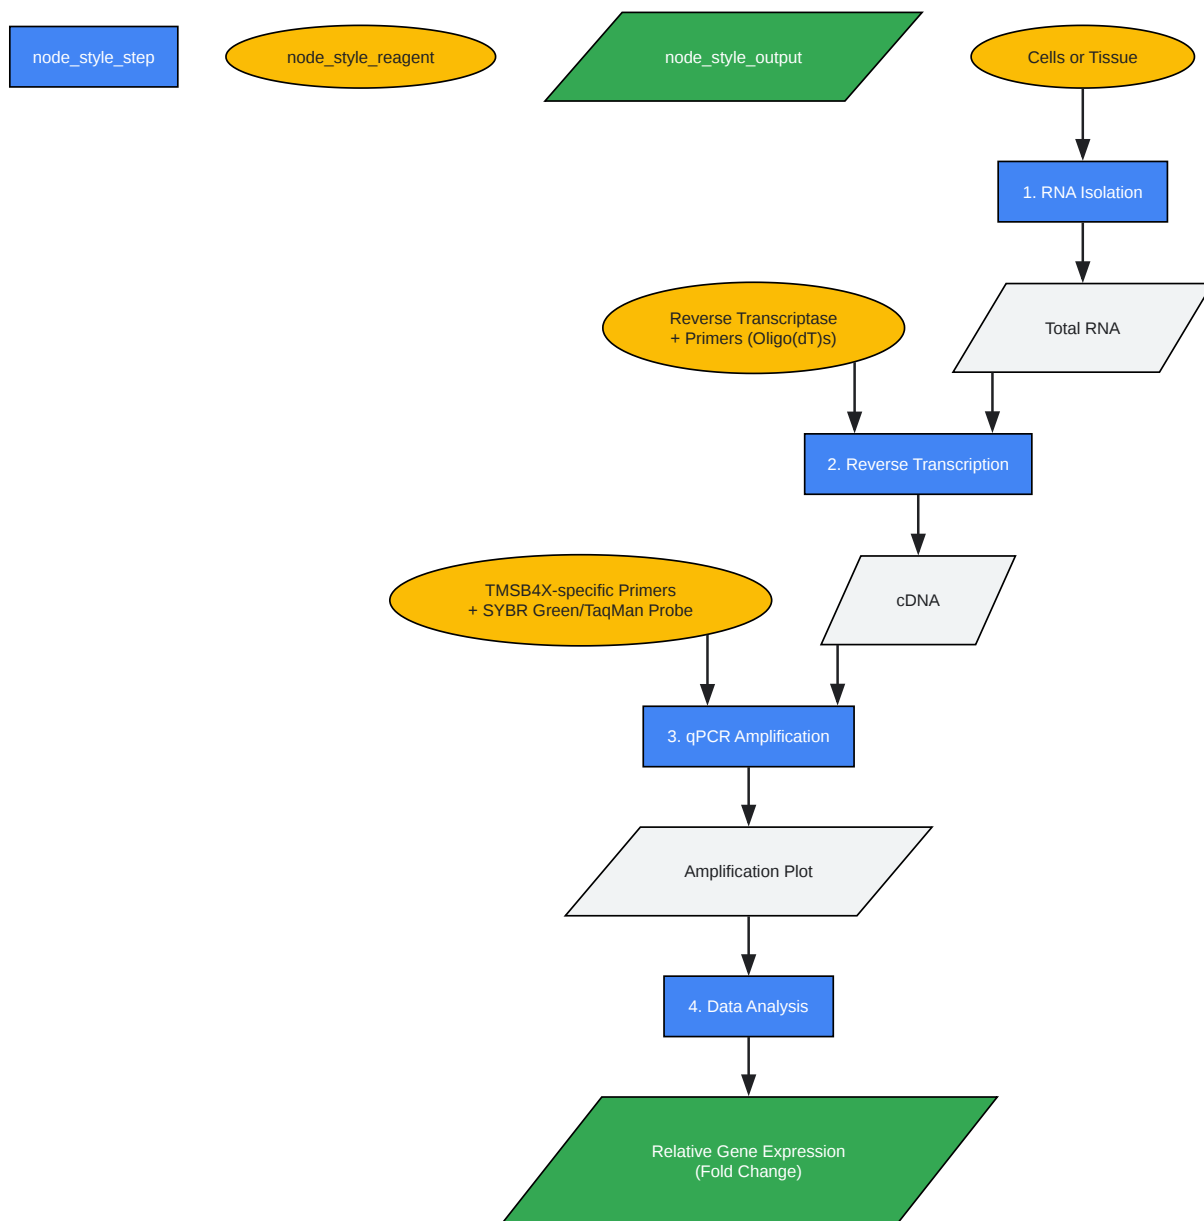 node_style_step
node_style_reagent
node_style_output
Cells or Tissue
1. RNA Isolation
Total RNA
Reverse Transcriptase
+ Primers (Oligo(dT)s)
2. Reverse Transcription
cDNA
TMSB4X-specific Primers
+ SYBR Green/TaqMan Probe
3. qPCR Amplification
Amplification Plot
4. Data Analysis
Relative Gene Expression
(Fold Change)